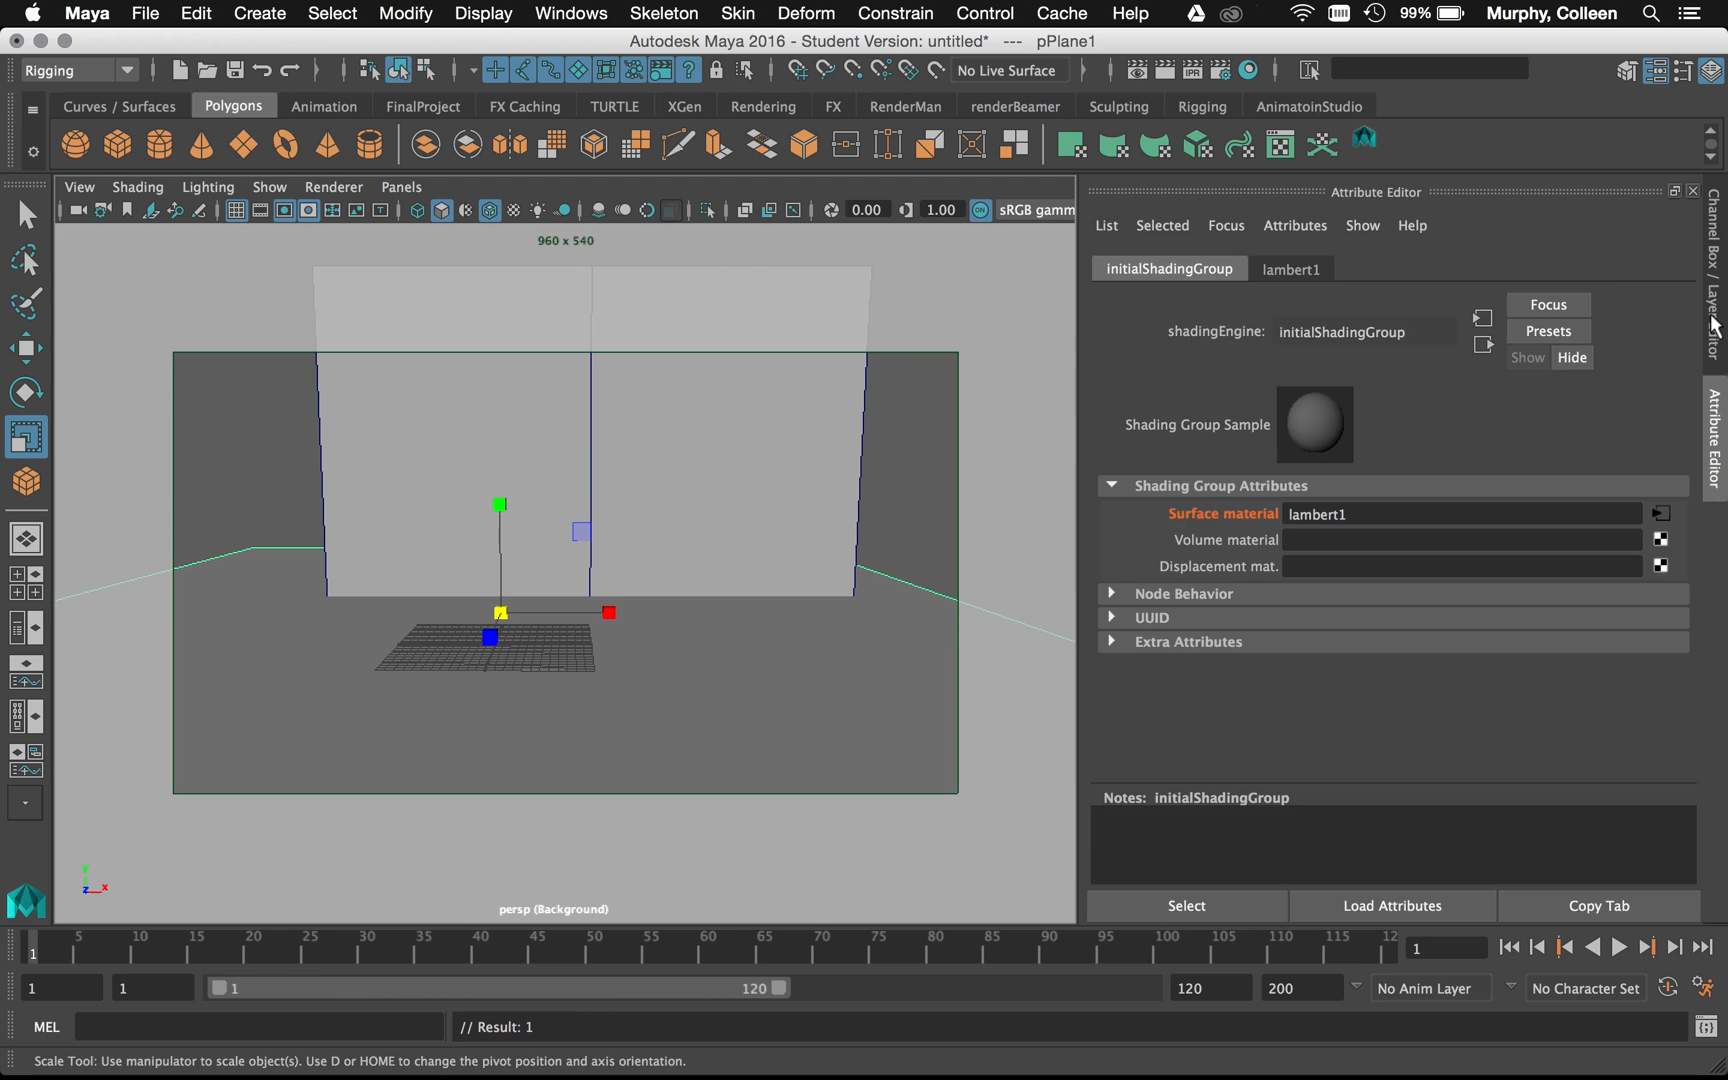 Maya File Edit Create Select Modify Display Windows Skeleton Skin Deform Constrain Control Cache Help 99% Murphy, Colleen
Autodesk Maya 2016 - Student Version: untitled* --- pPlane1
Rigging No Live Surface IPR
Curves / Surfaces Polygons Animation FinalProject FX Caching TURTLE XGen Rendering FX RenderMan renderBeamer Sculpting Rigging AnimatoinStudio
View Shading Lighting Show Renderer Panels
0.00 1.00 ON sRGB gamm
960 x 540
persp (Background)
Attribute Editor
List Selected Focus Attributes Show Help
initialShadingGroup lambert1
Focus
shadingEngine: initialShadingGroup Presets
Show Hide
Shading Group Sample
Shading Group Attributes
Surface material lambert1
Volume material
Displacement mat.
Node Behavior
UUID
Extra Attributes
Notes: initialShadingGroup
Select Load Attributes Copy Tab
Channel Box / Layer
Attribute Editor
Y
Z X
1 5 10 15 20 25 30 35 40 45 50 55 60 65 70 75 80 85 90 95 100 105 110 115 12 1
1 1 1 120 120 200 No Anim Layer No Character Set
MEL // Result: 1
Scale Tool: Use manipulator to scale object(s). Use D or HOME to change the pivot position and axis orientation.